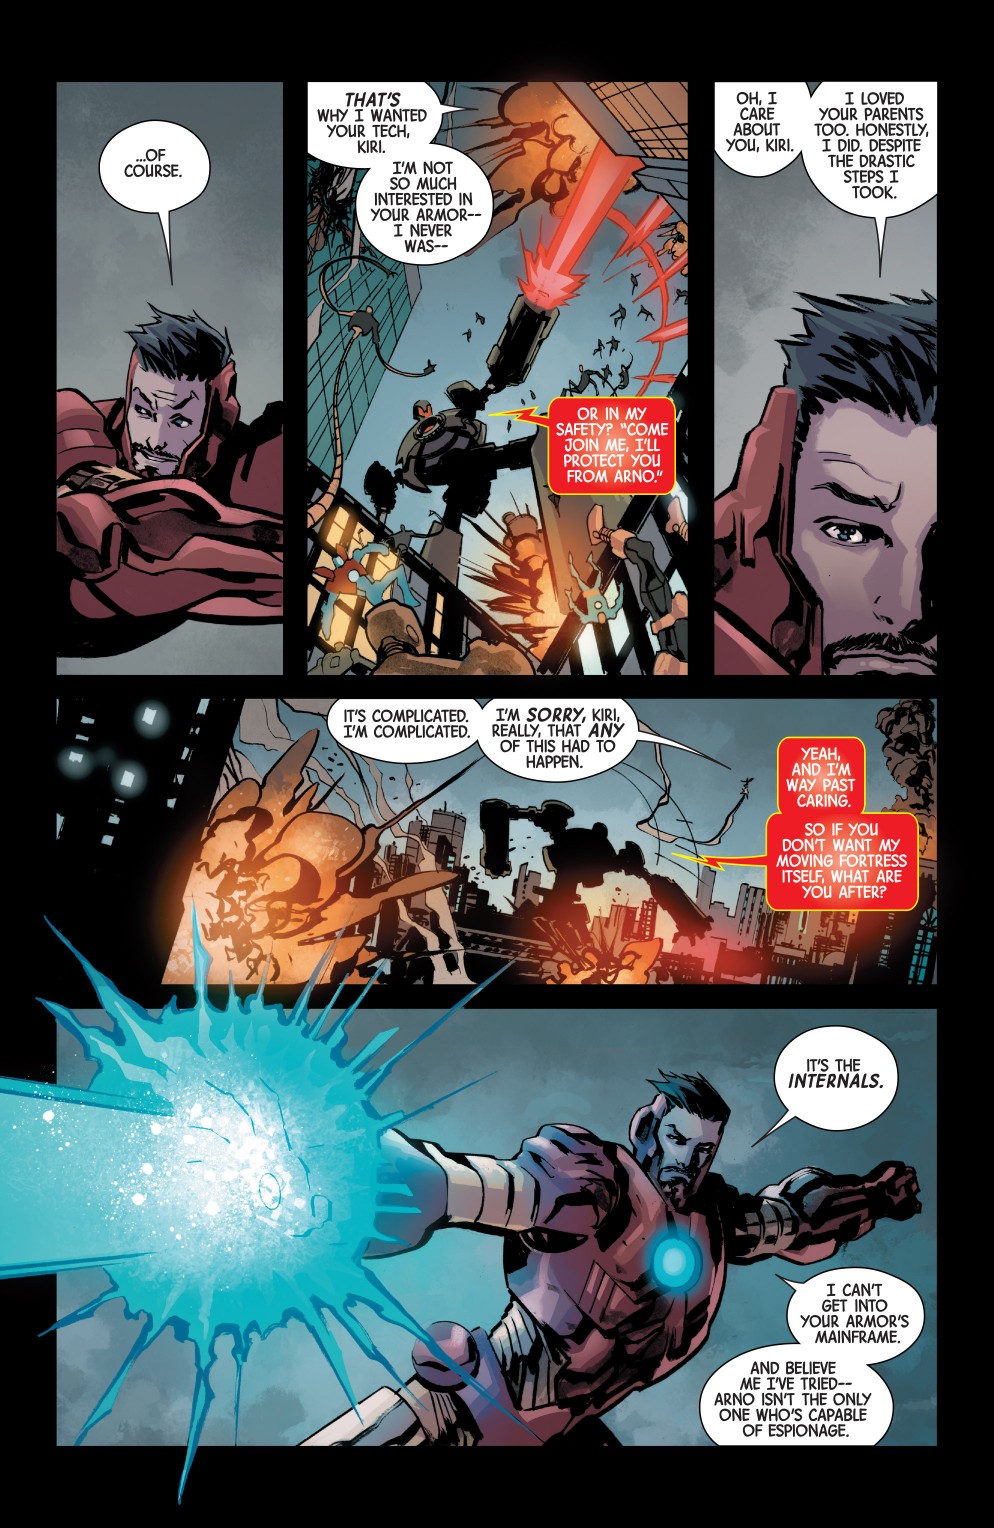 ...OF
COURSE.
THAT'S
WHY I WANTED
YOUR TECH,
KIRI.
I'M NOT
SO MUCH
INTERESTED IN
YOUR ARMOR--
I NEVER
WAS--
OR IN MY
SAFETY? "COME
JOIN ME, I'LL
PROTECT YOU
FROM ARNO."
OH, I
CARE
ABOUT
YOU, KIRI.
I LOVED
YOUR PARENTS
TOO. HONESTLY,
I DID. DESPITE
THE DRASTIC
STEPS I
TOOK.
IT'S COMPLICATED.
I'M COMPLICATED.
I'M SORRY, KIRI,
REALLY, THAT ANY
OF THIS HAD TO
HAPPEN.
YEAH,
AND I'M
WAY PAST
CARING.
SO IF YOU
DON'T WANT MY
MOVING FORTRESS
ITSELF, WHAT ARE
YOU AFTER?
IT'S THE
INTERNALS.
I CAN'T
GET INTO
YOUR ARMOR'S
MAINFRAME.
AND BELIEVE
ME I'VE TRIED--
ARNO ISN'T THE ONLY
ONE WHO'S CAPABLE
OF ESPIONAGE.